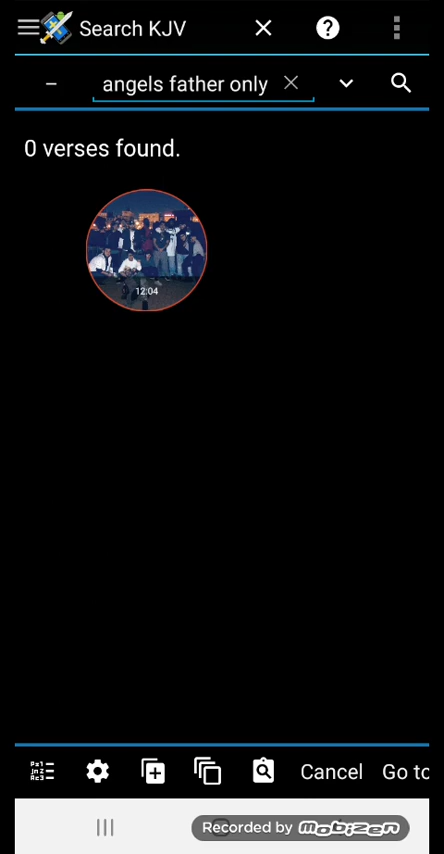 Search KJV
angels father only
0 verses found.
12:04
Cancel Go to
Recorded by mobizen